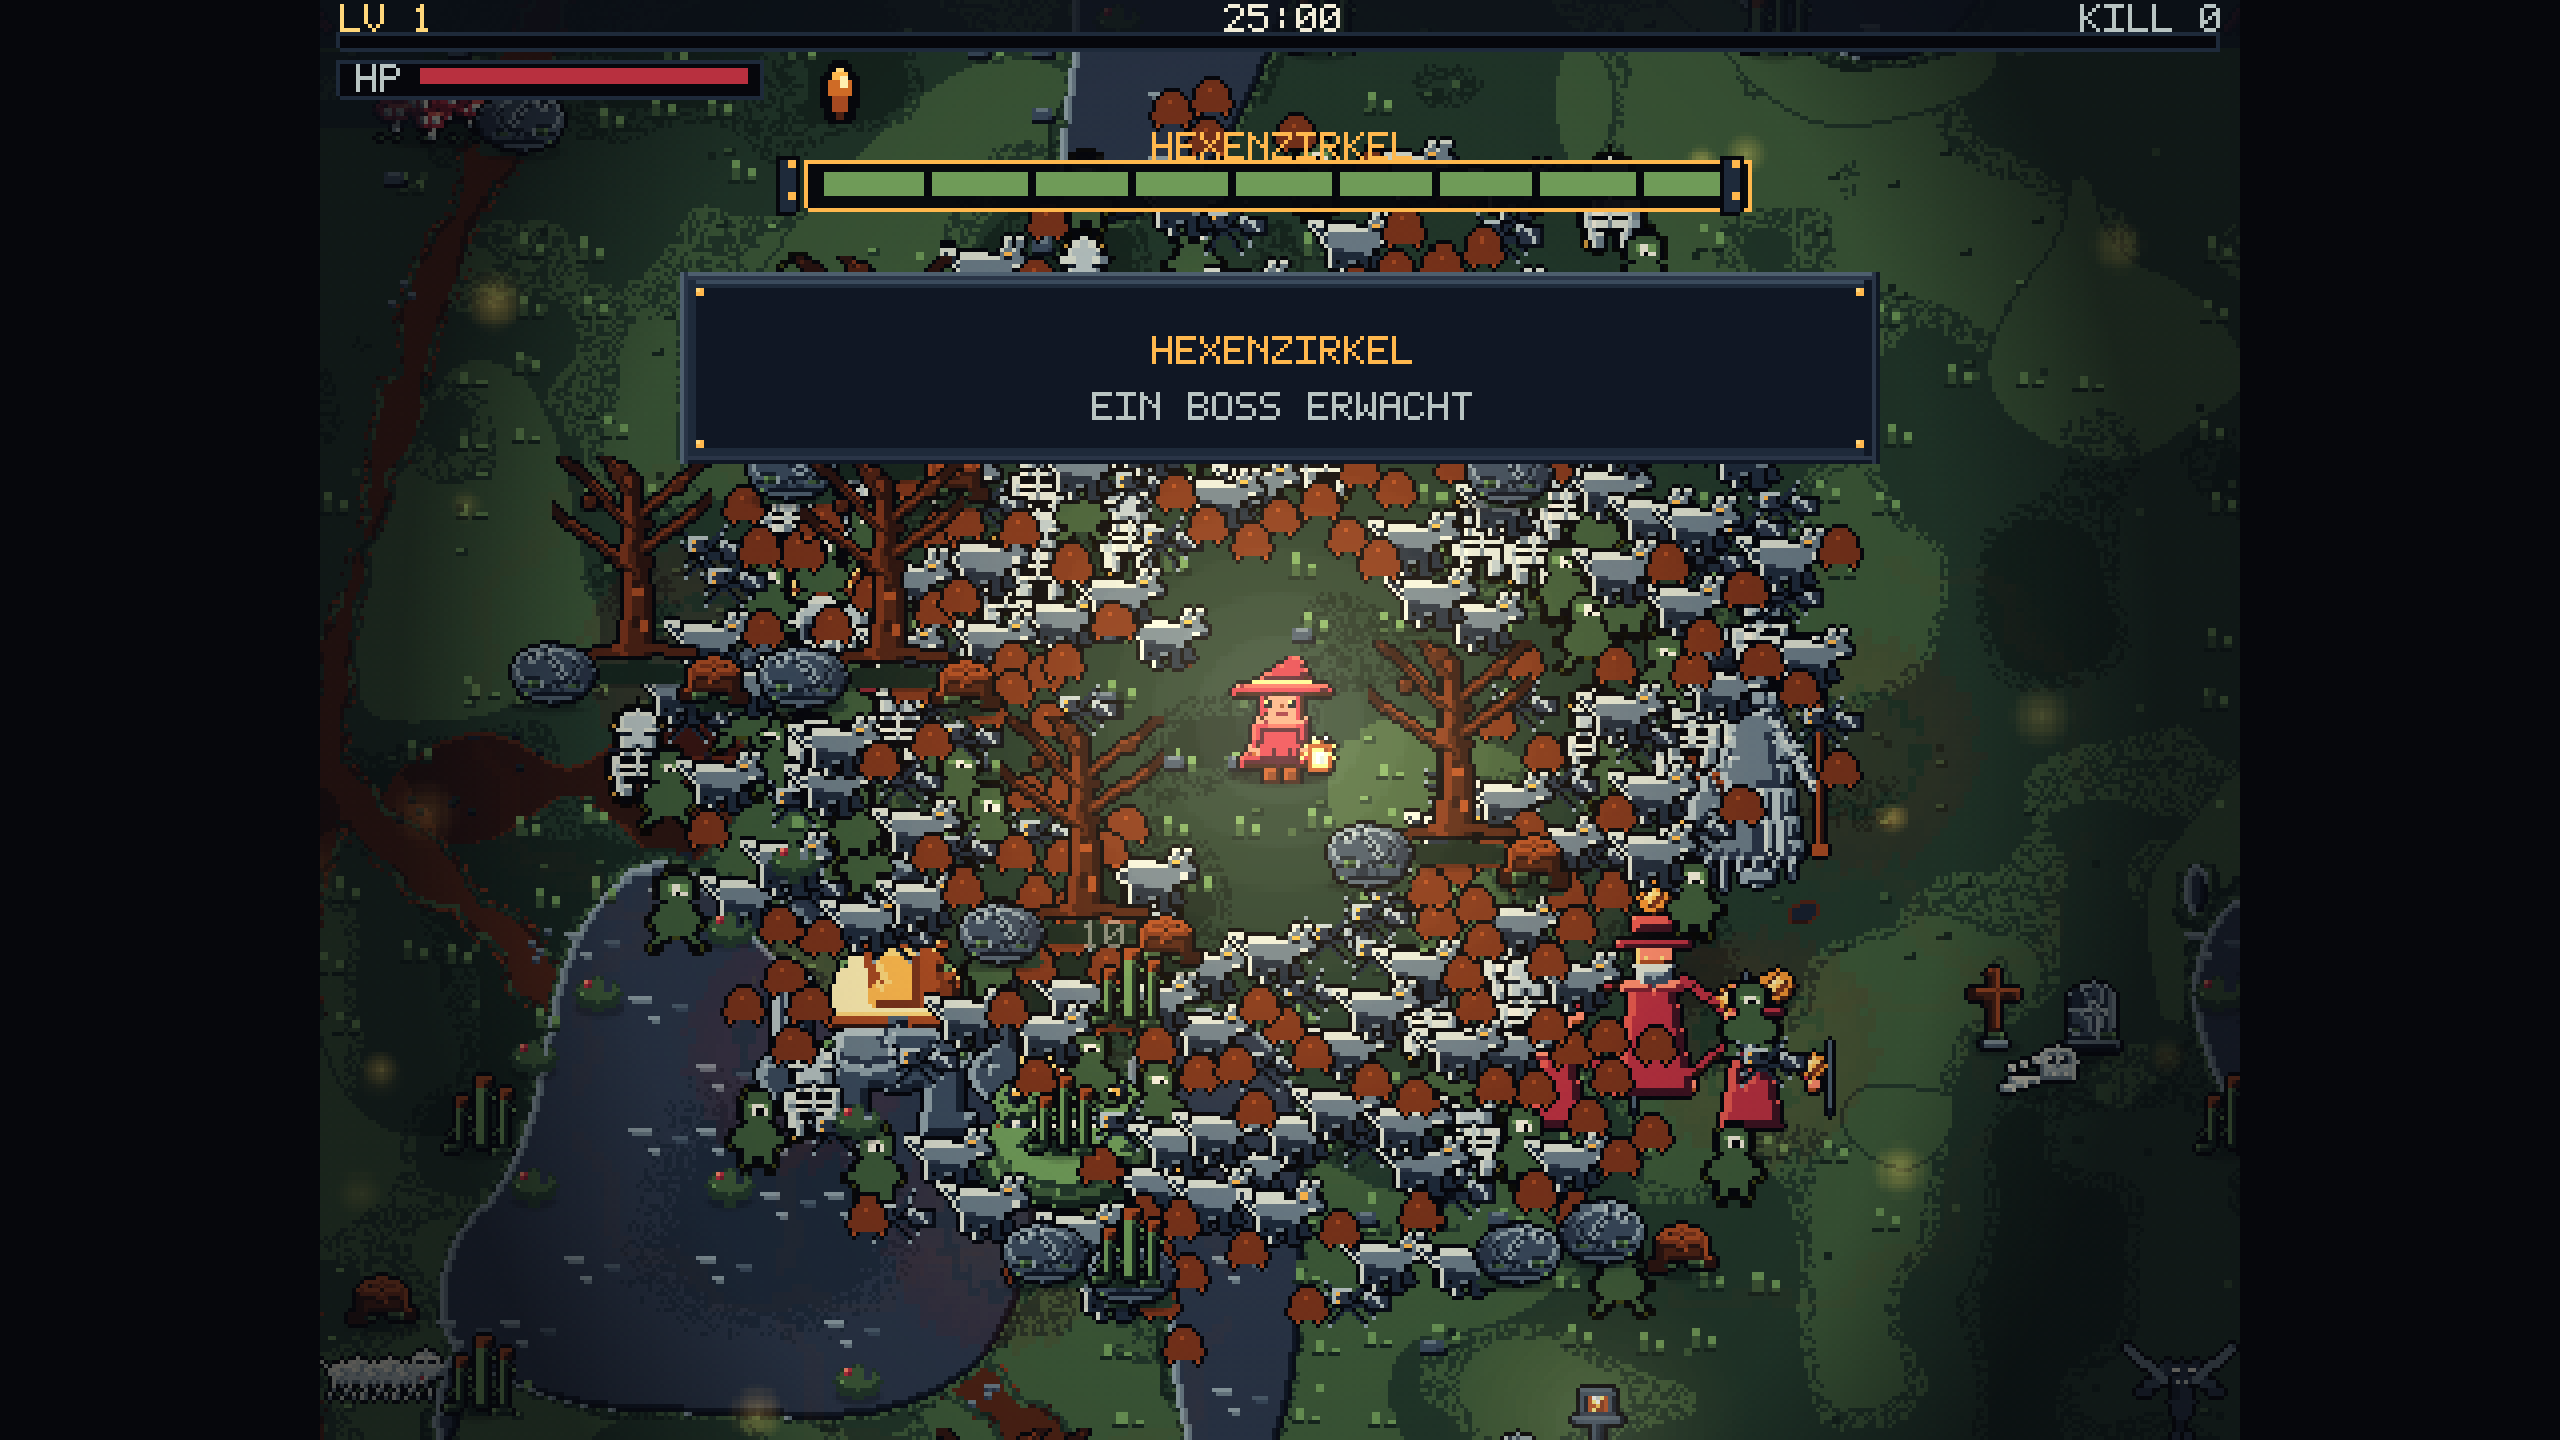 LV 1
25:00
KILL 0
HP
HEXENZIRKEL
HEXENZIRKEL
EIN BOSS ERWACHT
10